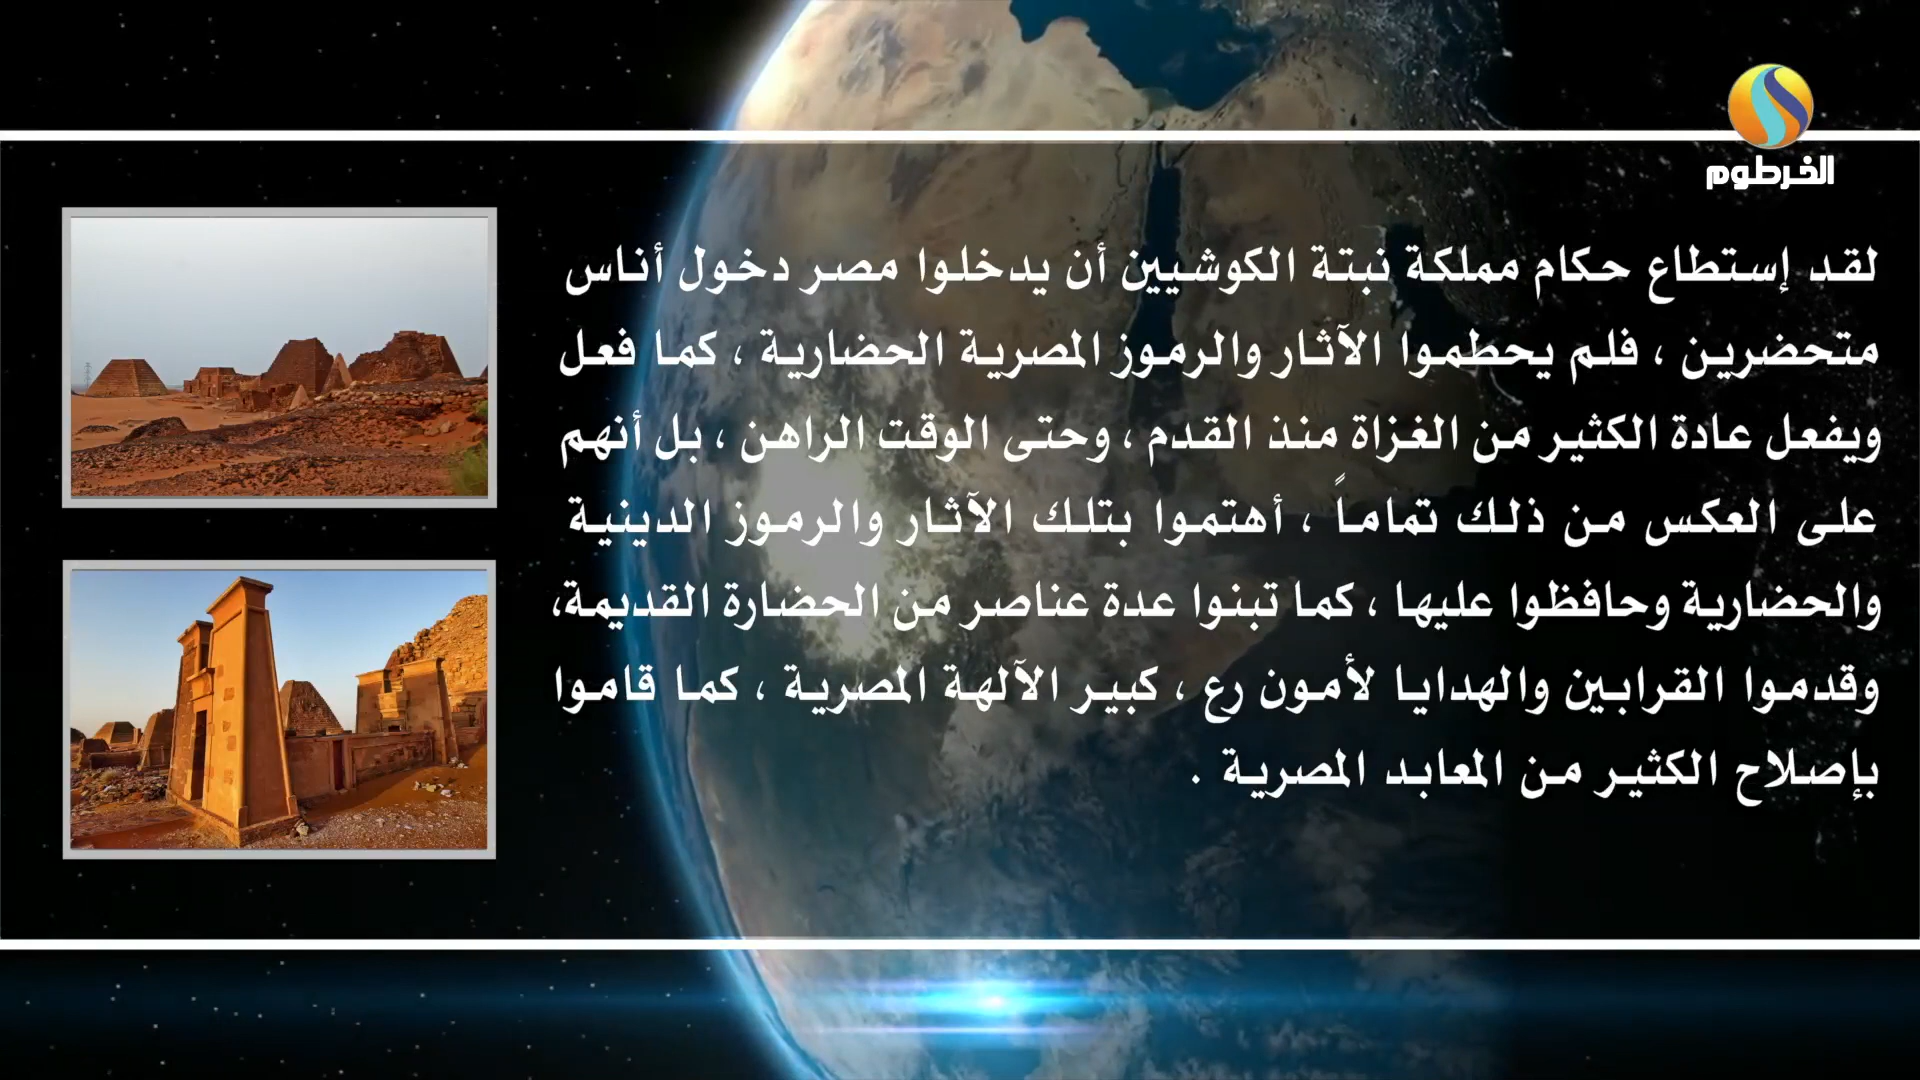 الخرطوم
لقد إستطاع حكام مملكة نبتة الكوشيين أن يدخلوا مصر دخول أناس
متحضرين ، فلم يحطموا الآثار والرموز المصرية الحضارية ، كما فعل
ويفعل عادة الكثير من الغزاة منذ القدم ، وحتى الوقت الراهن ، بل أنهم
على العكس من ذلك تماماً ، أهتموا بتلك الآثار والرموز الدينية
والحضارية وحافظوا عليها ، كما تبنوا عدة عناصر من الحضارة القديمة،
وقدموا القرابين والهدايا لأمون رع ، كبير الآلهة المصرية ، كما قاموا
بإصلاح الكثير من المعابد المصرية .